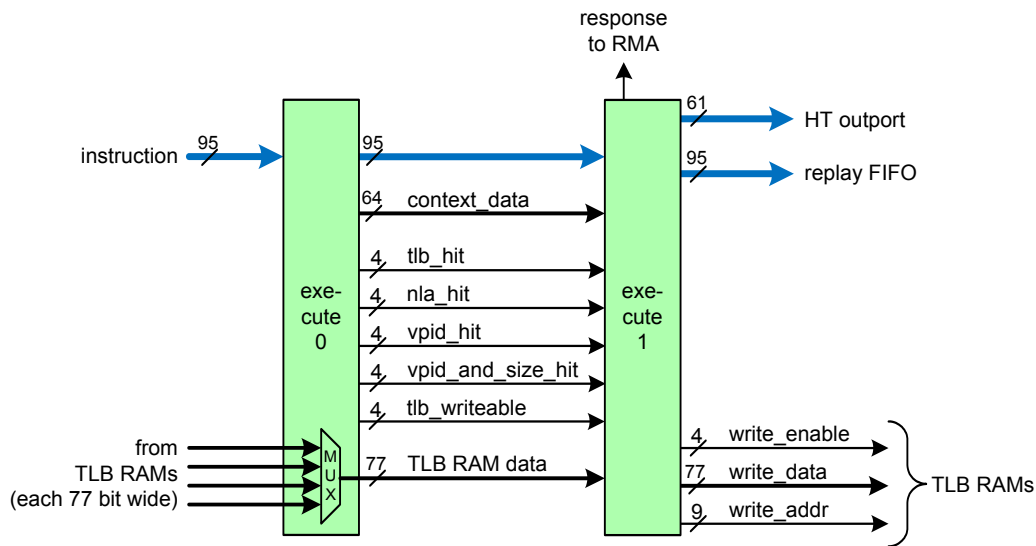 response
to RMA
61
HT outport
instruction
95
95
95
replay FIFO
64
context_data
4
tlb_hit
4
nla_hit
exe-
cute
0
exe-
cute
1
4
vpid_hit
4
vpid_and_size_hit
4
tlb_writeable
from
TLB RAMs
(each 77 bit wide)
M
U
X
77
TLB RAM data
4
write_enable
77
write_data
9
write_addr
TLB RAMs